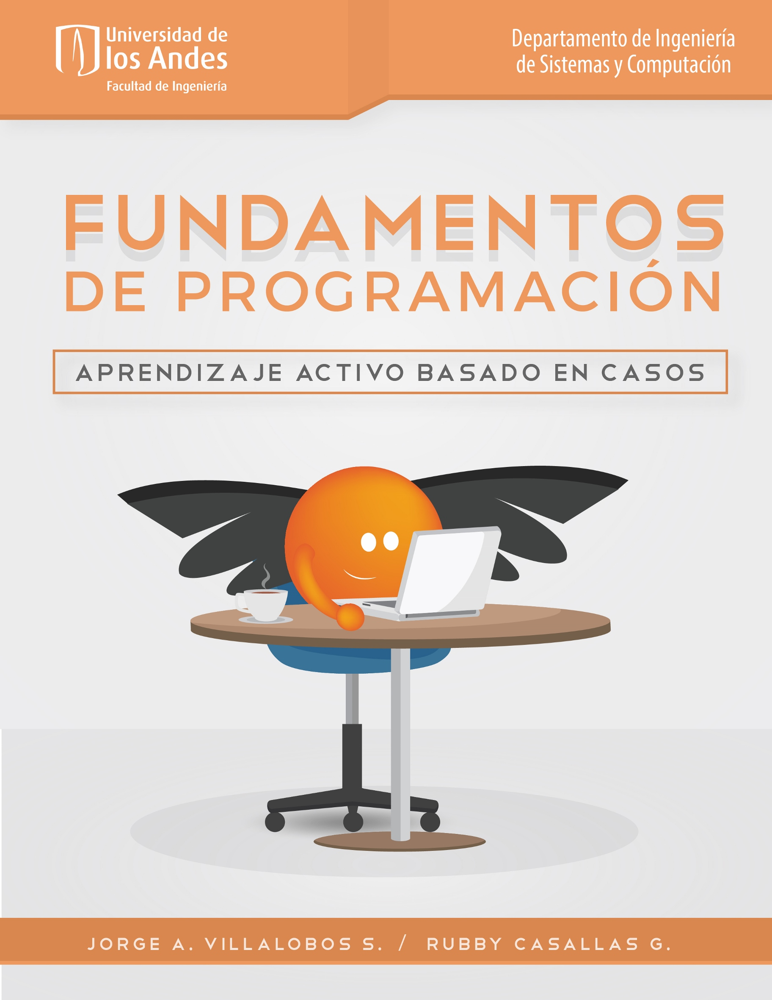 Universidad de
los Andes
Facultad de Ingeniería
Departamento de Ingeniería
de Sistemas y Computación
FUNDAMENTOS
DE PROGRAMACIÓN
APRENDIZAJE ACTIVO BASADO EN CASOS
JORGE A. VILLALOBOS S. / RUBBY CASALLAS G.